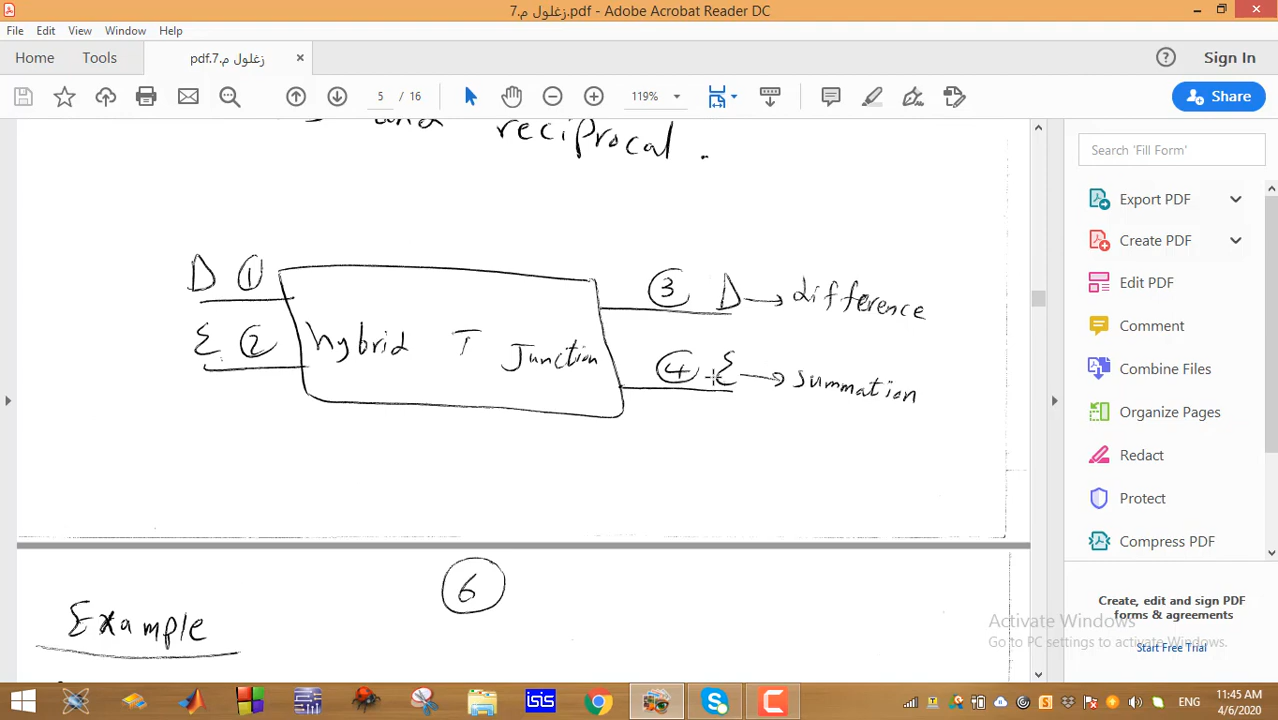 زغلول م.7.pdf - Adobe Acrobat Reader DC
File Edit View Window Help
Home Tools زغلول م.7.pdf × Sign In
5 / 16 119% Share
and reciprocal .
D ① ③ D → difference
Σ ② hybrid T Junction ④ Σ → summation
6
Example
Search 'Fill Form'
Export PDF
Create PDF
Edit PDF
Comment
Combine Files
Organize Pages
Redact
Protect
Compress PDF
Create, edit and sign PDF
forms & agreements
Start Free Trial
Activate Windows
Go to PC settings to activate Windows.
isis ENG 11:45 AM
4/6/2020